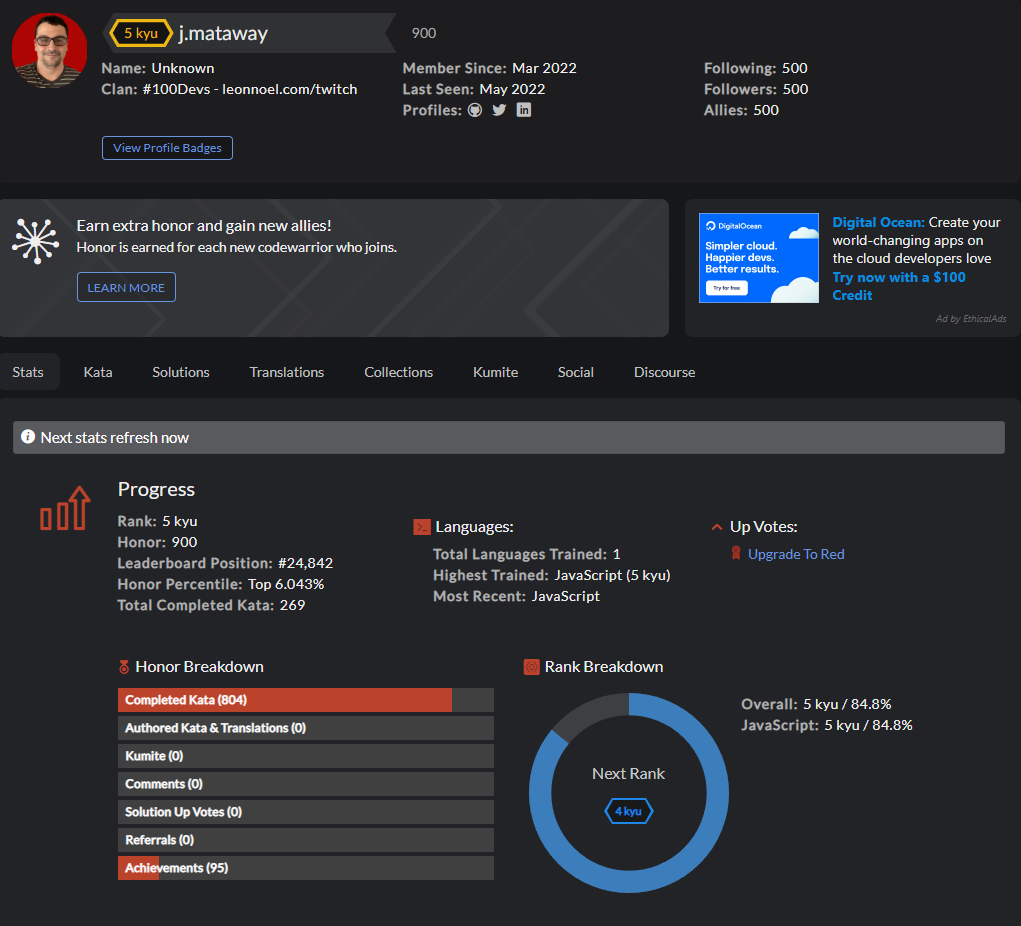 5 kyu j.mataway 900
Name: Unknown
Clan: #100Devs - leonnoel.com/twitch
Member Since: Mar 2022
Last Seen: May 2022
Profiles:
Following: 500
Followers: 500
Allies: 500
View Profile Badges
Earn extra honor and gain new allies!
Honor is earned for each new codewarrior who joins.
LEARN MORE
DigitalOcean
Simpler cloud.
Happier devs.
Better results.
Try for free
Digital Ocean: Create your
world-changing apps on
the cloud developers love
Try now with a $100
Credit
Ad by EthicalAds
Stats Kata Solutions Translations Collections Kumite Social Discourse
Next stats refresh now
Progress
Rank: 5 kyu
Honor: 900
Leaderboard Position: #24,842
Honor Percentile: Top 6.043%
Total Completed Kata: 269
Languages:
Total Languages Trained: 1
Highest Trained: JavaScript (5 kyu)
Most Recent: JavaScript
Up Votes:
Upgrade To Red
Honor Breakdown
Completed Kata (804)
Authored Kata & Translations (0)
Kumite (0)
Comments (0)
Solution Up Votes (0)
Referrals (0)
Achievements (95)
Rank Breakdown
Next Rank
4 kyu
Overall: 5 kyu / 84.8%
JavaScript: 5 kyu / 84.8%